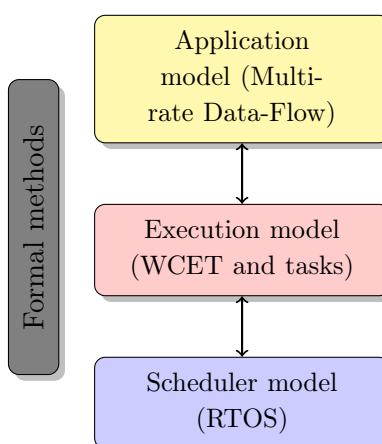 Application
model (Multi-
rate Data-Flow)
Formal methods
Execution model
(WCET and tasks)
Scheduler model
(RTOS)